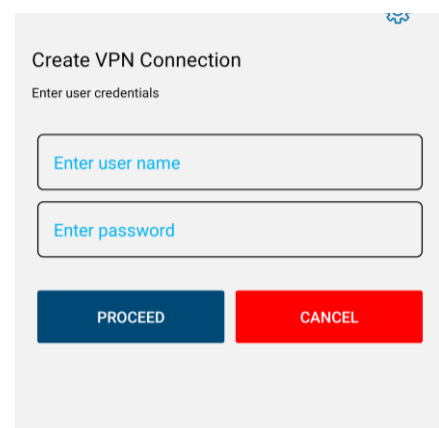 Create VPN Connection
Enter user credentials
Enter user name
Enter password
PROCEED
CANCEL